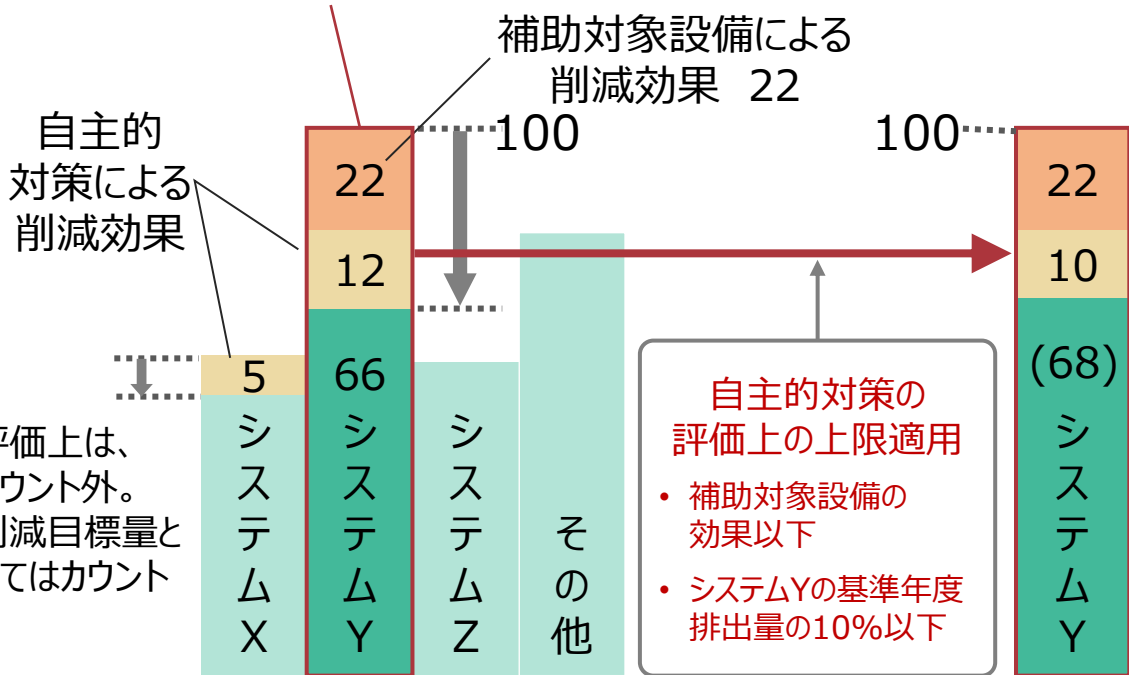 補助対象設備による
削減効果 22
自主的
対策による
削減効果
100
100
22
12
5
66
システムX
システムY
システムZ
その他
評価上は、
ウント外。
削減目標量と
てはカウント
自主的対策の
評価上の上限適用
• 補助対象設備の
効果以下
• システムYの基準年度
排出量の10%以下
22
10
(68)
システムY